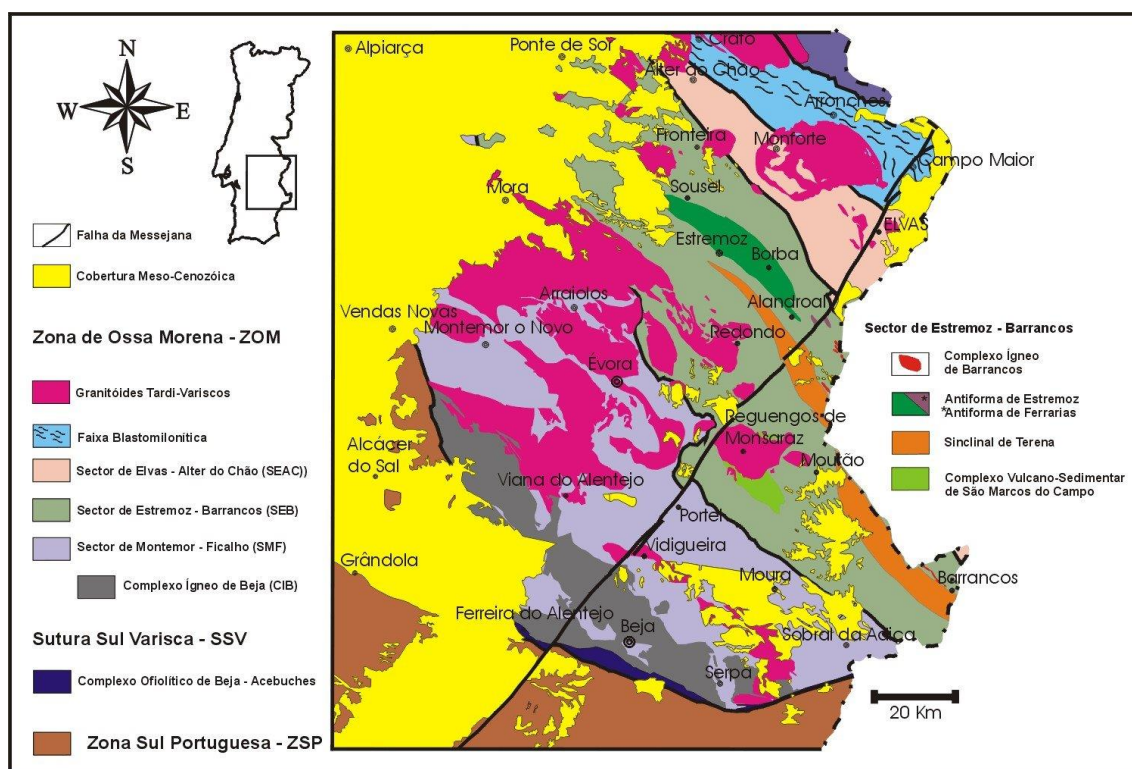 N
W
E
S
Falha da Messejana
Cobertura Meso-Cenozóica
Zona de Ossa Morena - ZOM
Granitóides Tardi-Variscos
Faixa Blastomilonítica
Sector de Elvas - Alter do Chão (SEAC)
Sector de Estremoz - Barrancos (SEB)
Sector de Montemor - Ficalho (SMF)
Complexo Ígneo de Beja (CIB)
Sutura Sul Varisca - SSV
Complexo Ofiolítico de Beja - Acebuches
Zona Sul Portuguesa - ZSP
Alpiarça
Ponte de Sor
Crato
Alter do Chão
Arronches
Fronteira
Monforte
Campo Maior
Mora
Sousel
ELVAS
Estremoz
Borba
Arraiolos
Alandroal
Vendas Novas
Montemor o Novo
Redondo
Évora
Reguengos de
Monsaraz
Alcácer
do Sal
Mourão
Viana do Alentejo
Portel
Vidigueira
Grândola
Moura
Barrancos
Ferreira do Alentejo
Beja
Sobral da Adiça
Serpa
20 Km
Sector de Estremoz - Barrancos
Complexo Ígneo
de Barrancos
*
Antiforma de Estremoz
*Antiforma de Ferrarias
Sinclinal de Terena
Complexo Vulcano-Sedimentar
de São Marcos do Campo